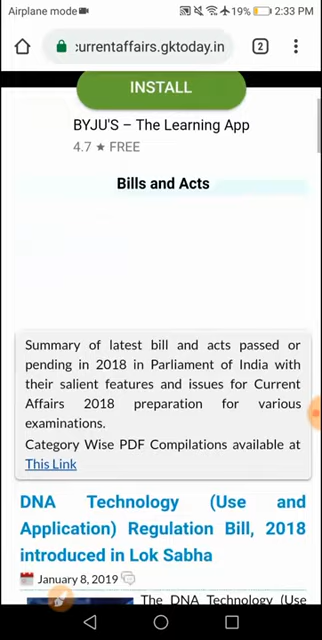 Airplane mode 19% 2:33 PM
:urrentaffairs.gktoday.in 2
INSTALL
BYJU'S – The Learning App
4.7 ★ FREE
Bills and Acts
Summary of latest bill and acts passed or
pending in 2018 in Parliament of India with
their salient features and issues for Current
Affairs 2018 preparation for various
examinations.
Category Wise PDF Compilations available at
This Link
DNA Technology (Use and
Application) Regulation Bill, 2018
introduced in Lok Sabha
January 8, 2019
The DNA Technology (Use